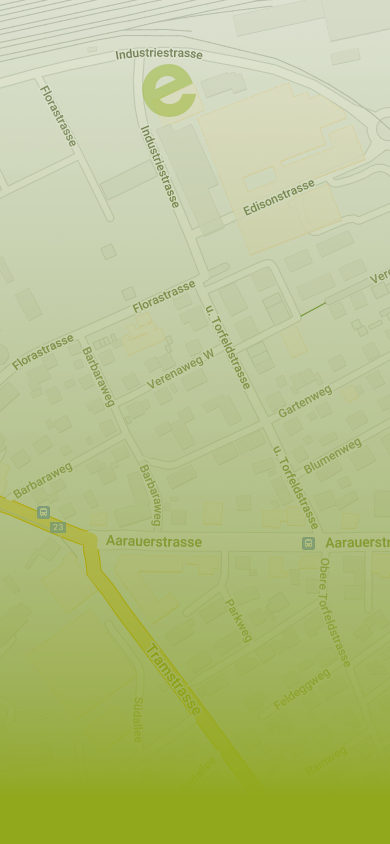 Industriestrasse
e
Florastrasse
Industriestrasse
Edisonstrasse
Florastrasse
u. Torfeldstrasse
Florastrasse
Barbaraweg
Verenaweg W
Gartenweg
u. Torfeldstrasse
Blumenweg
Barbaraweg
Barbaraweg
23
Aarauerstrasse
Aarauerstr
Obere Torfeldstrasse
Parkweg
Tramstrasse
Feldeggweg
Südallee